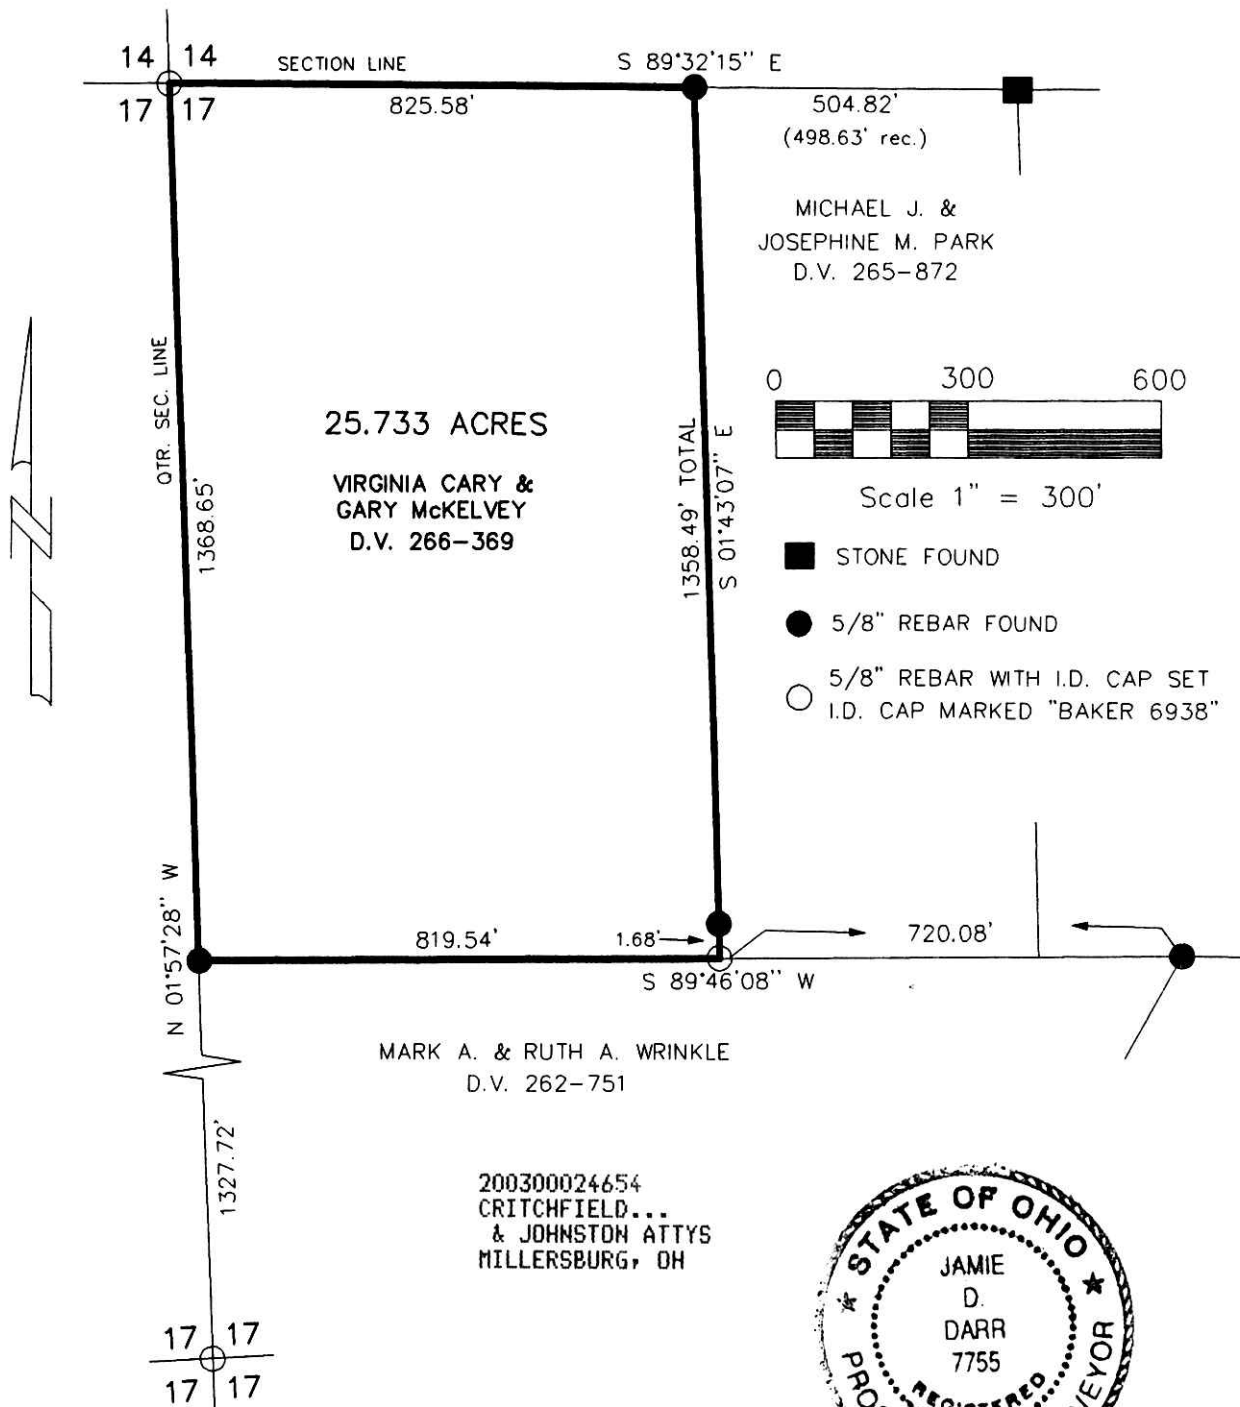 14 14
17 17
SECTION LINE
S 89°32'15" E
825.58'
504.82'
(498.63' rec.)
MICHAEL J. &
JOSEPHINE M. PARK
D.V. 265-872
QTR. SEC. LINE
1368.65'
25.733 ACRES
VIRGINIA CARY &
GARY McKELVEY
D.V. 266-369
1358.49' TOTAL
S 01°43'07" E
0 300 600
Scale 1" = 300'
STONE FOUND
5/8" REBAR FOUND
5/8" REBAR WITH I.D. CAP SET
I.D. CAP MARKED "BAKER 6938"
N
N 01°57'28" W
819.54'
1.68'
720.08'
S 89°46'08" W
MARK A. & RUTH A. WRINKLE
D.V. 262-751
1327.72'
200300024654
CRITCHFIELD...
& JOHNSTON ATTYS
MILLERSBURG, OH
17 17
17 17
STATE OF OHIO
JAMIE
D.
DARR
7755
REGISTERED